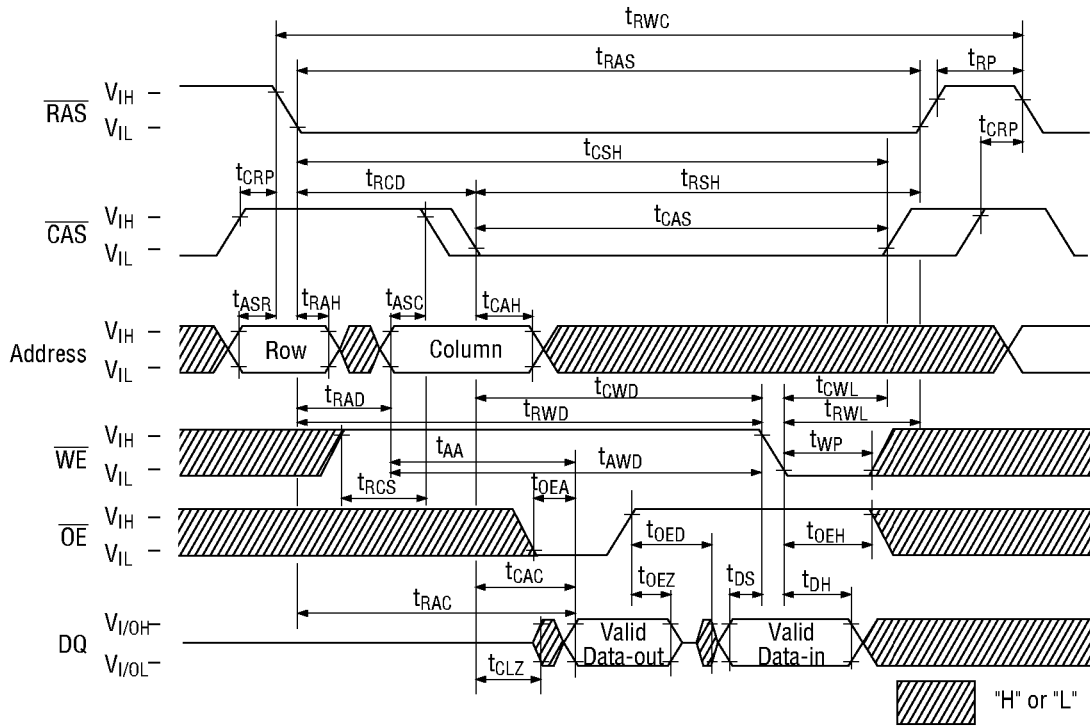 tRWC
tRAS
tRP
RAS
VIH
VIL
tCRP
tCSH
tCRP
tRCD
tRSH
CAS
VIH
VIL
tCAS
tASR
tRAH
tASC
tCAH
Address
VIH
VIL
Row
Column
tCWD
tCWL
tRAD
tRWD
tRWL
WE
VIH
VIL
tAA
tAWD
tWP
tRCS
tOEA
OE
VIH
VIL
tOED
tOEH
tCAC
tOEZ
tDS
tDH
tRAC
DQ
VI/OH
VI/OL
Valid
Data-out
Valid
Data-in
tCLZ
"H" or "L"